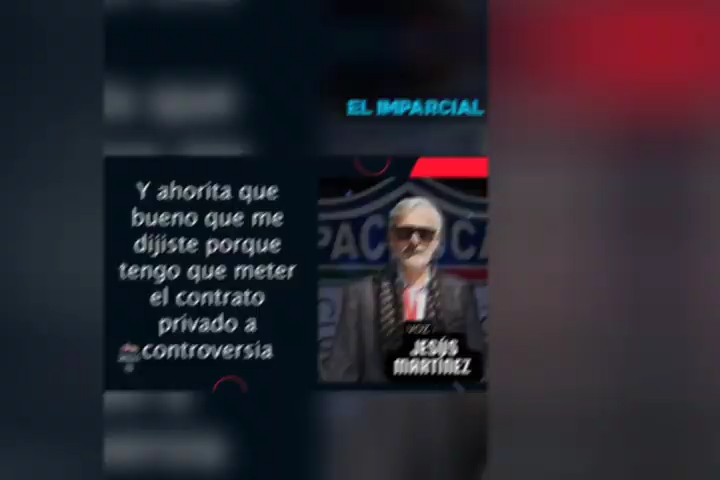 EL IMPARCIAL
Y ahorita que
bueno que me
dijiste porque
tengo que meter
el contrato
privado a
controversia
PACHUCA
VOZ
JESÚS
MARTÍNEZ